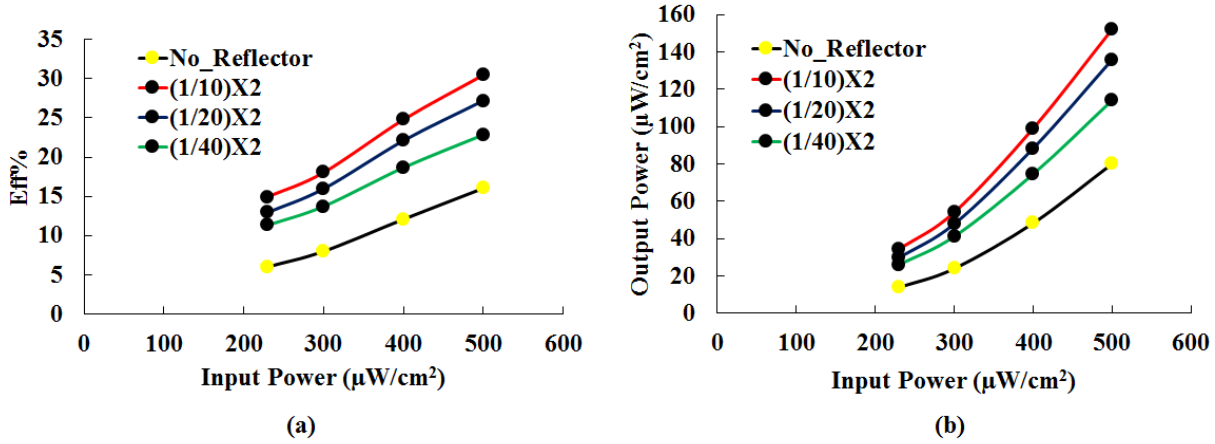 35
30
25
20
15
10
5
0
Eff%
No_Reflector
(1/10)X2
(1/20)X2
(1/40)X2
0 100 200 300 400 500 600
Input Power (µW/cm²)
(a)
160
140
120
100
80
60
40
20
0
Output Power (µW/cm²)
No_Reflector
(1/10)X2
(1/20)X2
(1/40)X2
0 100 200 300 400 500 600
Input Power (µW/cm²)
(b)